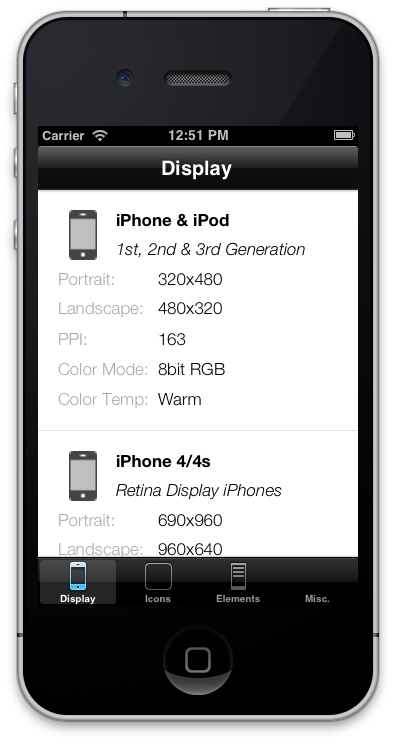 Carrier 12:51 PM
Display
iPhone & iPod
1st, 2nd & 3rd Generation
Portrait: 320x480
Landscape: 480x320
PPI: 163
Color Mode: 8bit RGB
Color Temp: Warm
iPhone 4/4s
Retina Display iPhones
Portrait: 690x960
Landscape: 960x640
Display Icons Elements Misc.